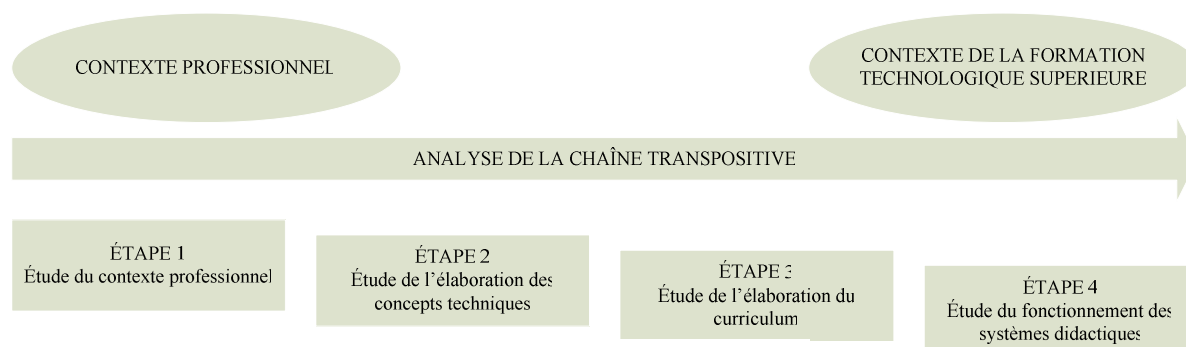 CONTEXTE PROFESSIONNEL
CONTEXTE DE LA FORMATION
TECHNOLOGIQUE SUPERIEURE
ANALYSE DE LA CHAÎNE TRANSPOSITIVE
ÉTAPE 1
Étude du contexte professionnel
ÉTAPE 2
Étude de l’élaboration des
concepts techniques
ÉTAPE 3
Étude de l’élaboration du
curriculum
ÉTAPE 4
Étude du fonctionnement des
systèmes didactiques